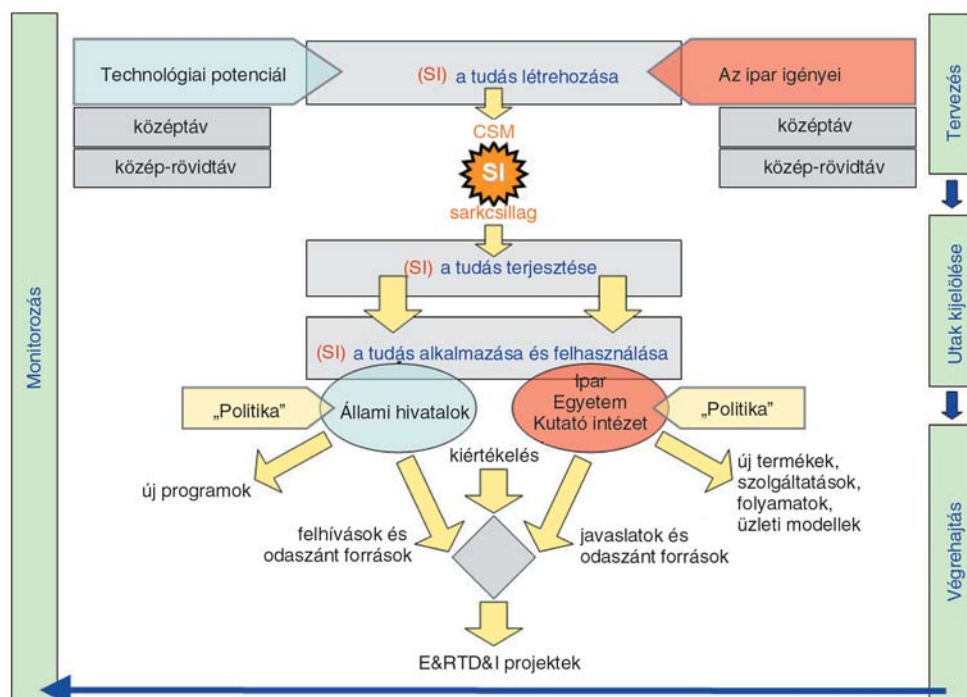 Technológiai potenciál
(SI) a tudás létrehozása
Az ipar igényei
középtáv
közép-rövidtáv
középtáv
közép-rövidtáv
CSM
SI
sarkcsillag
(SI) a tudás terjesztése
(SI) a tudás alkalmazása és felhasználása
„Politika”
Állami hivatalok
Ipar
Egyetem
Kutató intézet
„Politika”
új programok
kiértékelés
új termékek,
szolgáltatások,
folyamatok,
üzleti modellek
felhívások és
odaszánt források
javaslatok és
odaszánt források
E&RTD&I projektek
Monitorozás
Tervezés
Utak kijelölése
Végrehajtás